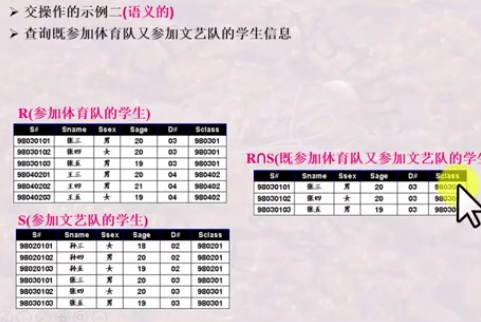 ➤ 交操作的示例二(语义的)
➤ 查询既参加体育队又参加文艺队的学生信息
R(参加体育队的学生)
S# Sname Ssex Sage D# Sclass
98030101 张三 男 20 03 980301
98030102 张四 女 20 03 980301
98030103 张五 男 19 03 980301
98040201 王三 男 20 04 980402
98040202 王四 男 21 04 980402
98040203 王五 女 19 04 980402
R∩S(既参加体育队又参加文艺队的学生
S# Sname Ssex Sage D# Sclass
98030101 张三 男 20 03
98030102 张四 女 20 03
98030103 张五 男 19 03
S(参加文艺队的学生)
S# Sname Ssex Sage D# Sclass
98020101 孙三 女 18 02 980201
98020102 孙四 男 20 02 980201
98020103 孙五 女 19 02 980201
98030101 张三 男 20 03 980301
98030102 张四 女 20 03 980301
98030103 张五 男 19 03 980301